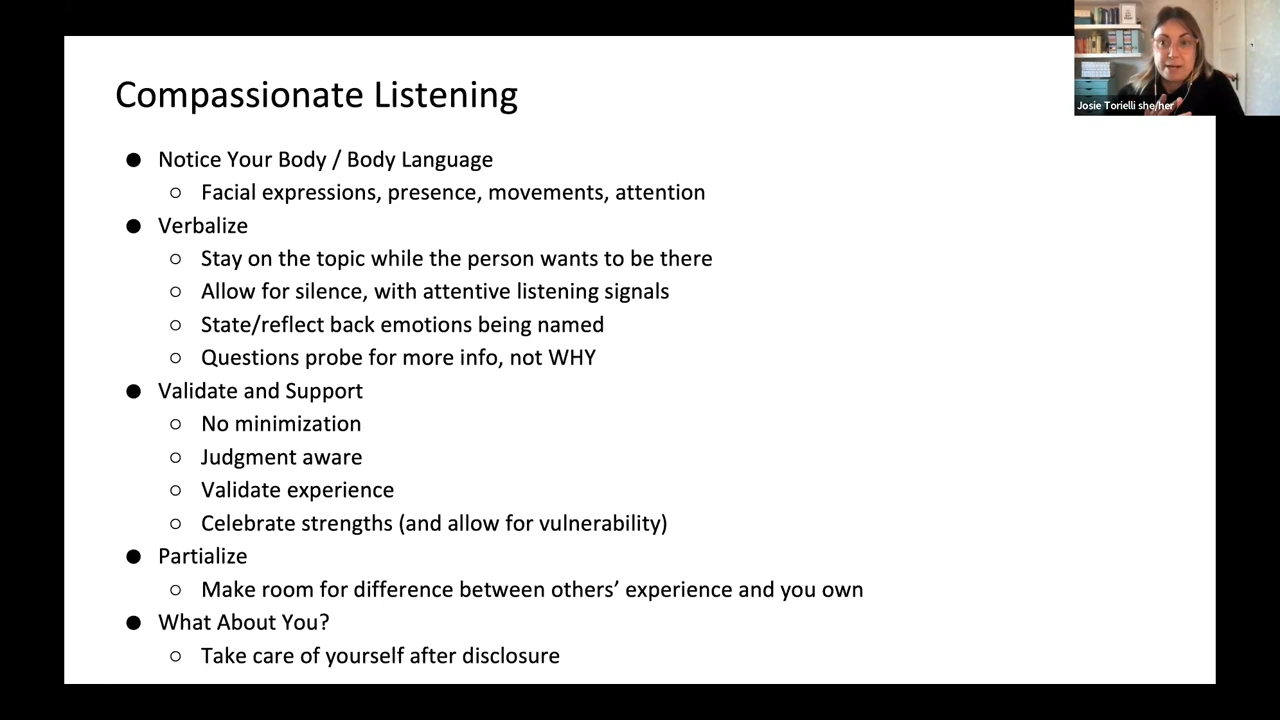 Compassionate Listening
● Notice Your Body / Body Language
○ Facial expressions, presence, movements, attention
● Verbalize
○ Stay on the topic while the person wants to be there
○ Allow for silence, with attentive listening signals
○ State/reflect back emotions being named
○ Questions probe for more info, not WHY
● Validate and Support
○ No minimization
○ Judgment aware
○ Validate experience
○ Celebrate strengths (and allow for vulnerability)
● Partialize
○ Make room for difference between others’ experience and you own
● What About You?
○ Take care of yourself after disclosure
Josie Torielli she/her